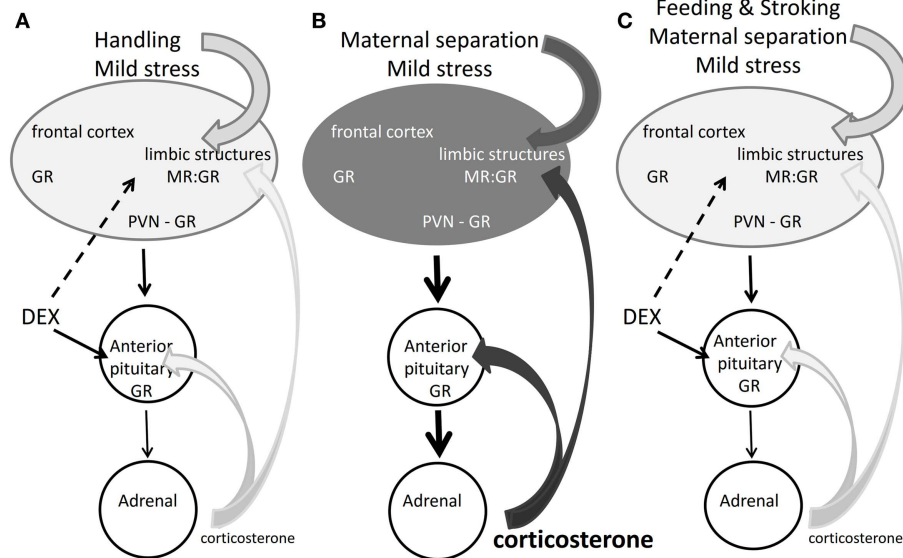 A
Handling
Mild stress
frontal cortex
limbic structures
GR
MR:GR
PVN - GR
DEX
Anterior
pituitary
GR
Adrenal
corticosterone
B
Maternal separation
Mild stress
frontal cortex
limbic structures
GR
MR:GR
PVN - GR
Anterior
pituitary
GR
Adrenal
corticosterone
C
Feeding & Stroking
Maternal separation
Mild stress
frontal cortex
limbic structures
GR
MR:GR
PVN - GR
DEX
Anterior
pituitary
GR
Adrenal
corticosterone